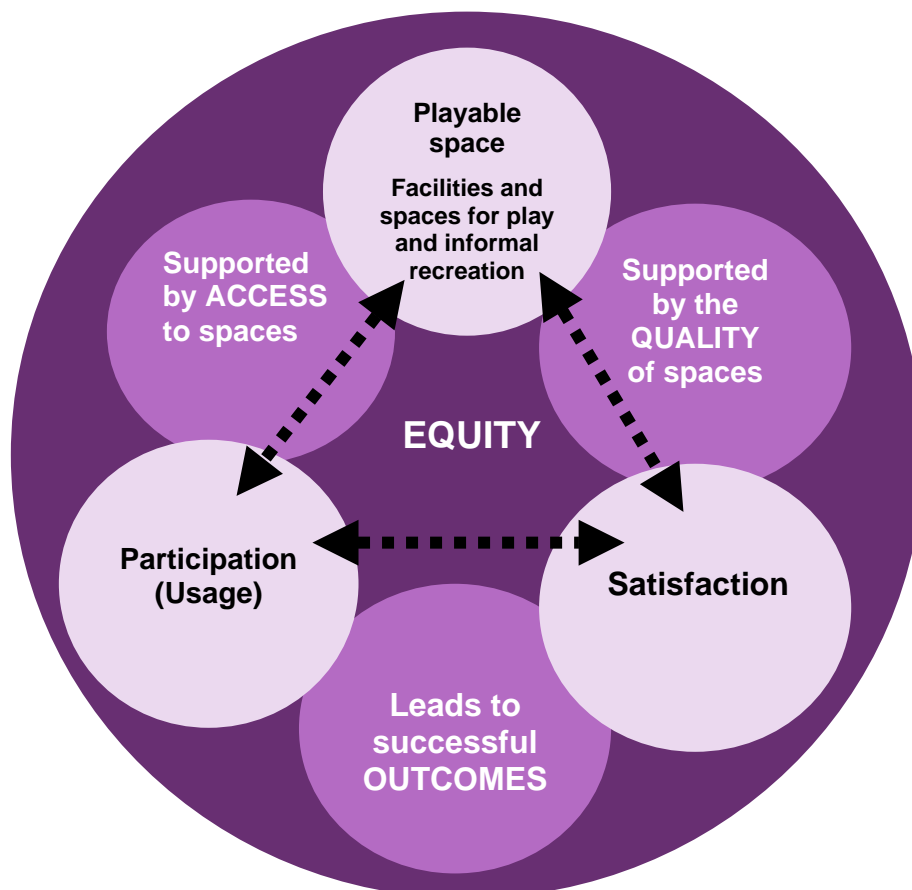 Playable
space
Facilities and
spaces for play
and informal
recreation
Supported
by ACCESS
to spaces
Supported
by the
QUALITY
of spaces
EQUITY
Participation
(Usage)
Satisfaction
Leads to
successful
OUTCOMES